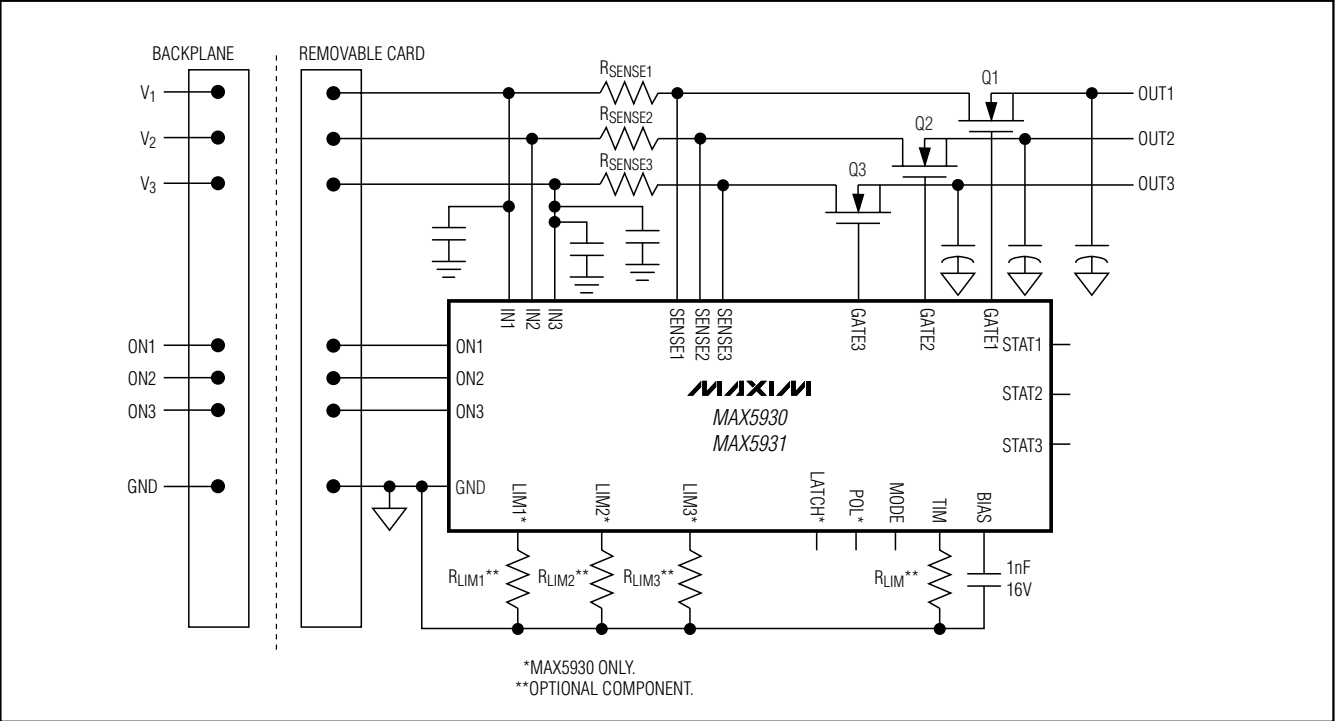 BACKPLANE
REMOVABLE CARD
V1
V2
V3
RSENSE1
RSENSE2
RSENSE3
Q1
Q2
Q3
OUT1
OUT2
OUT3
IN1
IN2
IN3
SENSE1
SENSE2
SENSE3
GATE3
GATE2
GATE1
ON1
ON2
ON3
GND
ON1
ON2
ON3
GND
MAXIM
MAX5930
MAX5931
STAT1
STAT2
STAT3
LIM1*
LIM2*
LIM3*
LATCH*
POL*
MODE
TIM
BIAS
RLIM1**
RLIM2**
RLIM3**
RLIM**
1nF
16V
*MAX5930 ONLY.
**OPTIONAL COMPONENT.